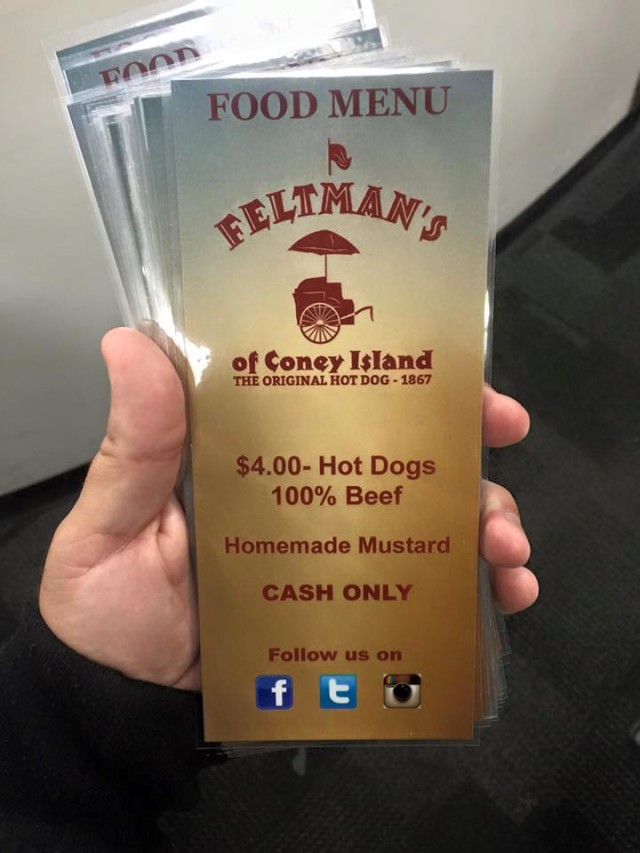 FOOD
FOOD MENU
FELTMAN'S
of Coney Island
THE ORIGINAL HOT DOG - 1867
$4.00- Hot Dogs
100% Beef
Homemade Mustard
CASH ONLY
Follow us on
f t